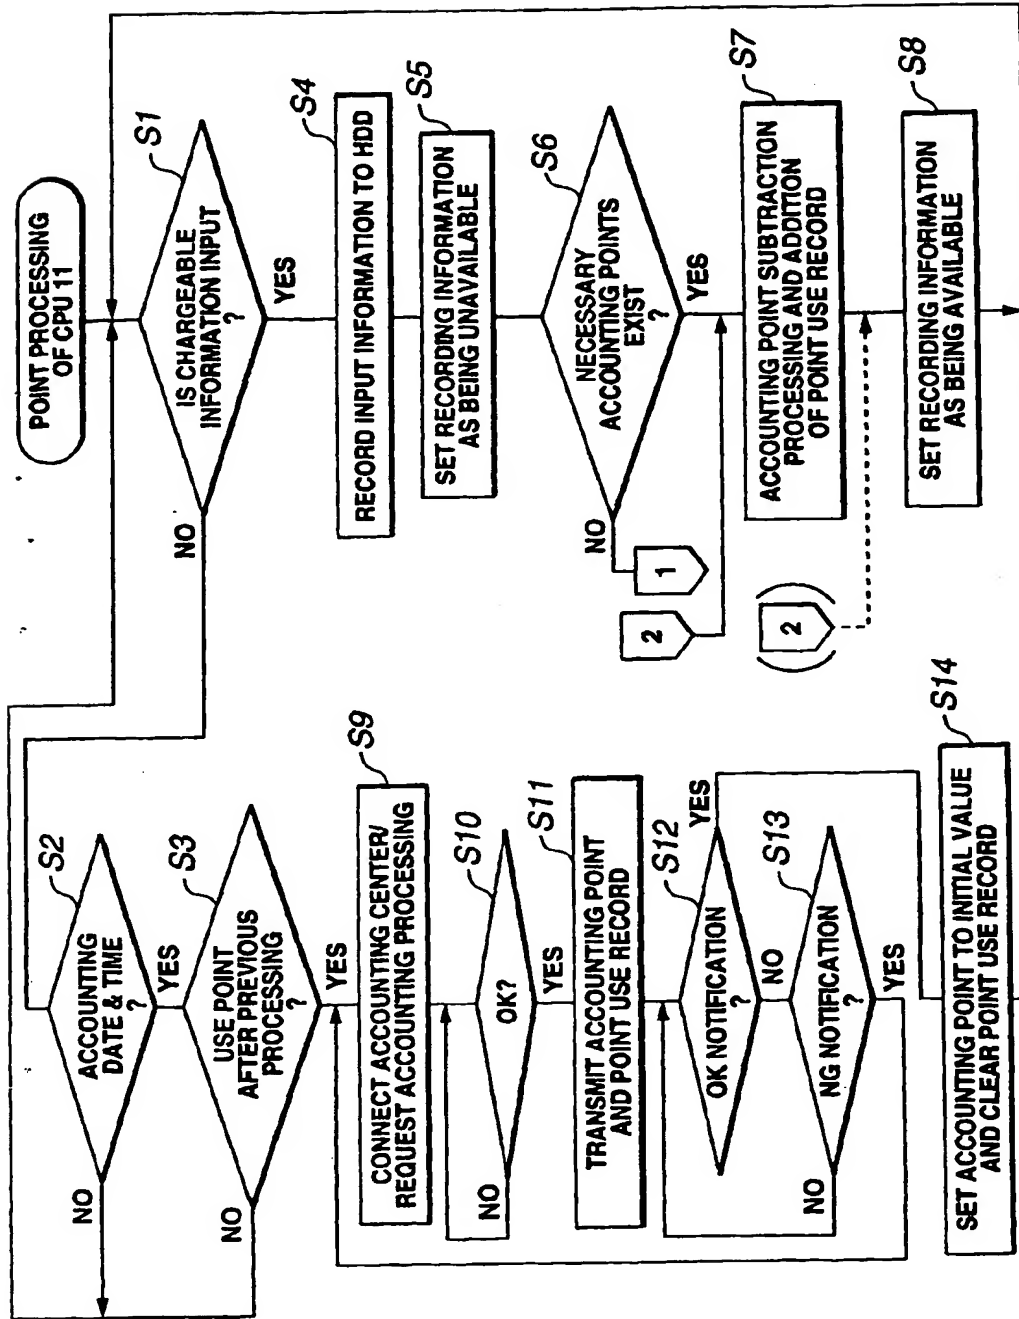 POINT PROCESSING
OF CPU 11
S1
IS CHARGEABLE
INFORMATION INPUT
?
NO
YES
S4
RECORD INPUT INFORMATION TO HDD
S5
SET RECORDING INFORMATION
AS BEING UNAVAILABLE
S6
NECESSARY
ACCOUNTING POINTS
EXIST
?
NO
YES
1
2
S7
ACCOUNTING POINT SUBTRACTION
PROCESSING AND ADDITION
OF POINT USE RECORD
(2)
S8
SET RECORDING INFORMATION
AS BEING AVAILABLE
S2
ACCOUNTING
DATE & TIME
?
NO
YES
S3
USE POINT
AFTER PREVIOUS
PROCESSING
?
NO
YES
S9
CONNECT ACCOUNTING CENTER/
REQUEST ACCOUNTING PROCESSING
S10
OK?
NO
YES
S11
TRANSMIT ACCOUNTING POINT
AND POINT USE RECORD
S12
OK NOTIFICATION
?
YES
NO
S13
NG NOTIFICATION
?
NO
YES
S14
SET ACCOUNTING POINT TO INITIAL VALUE
AND CLEAR POINT USE RECORD